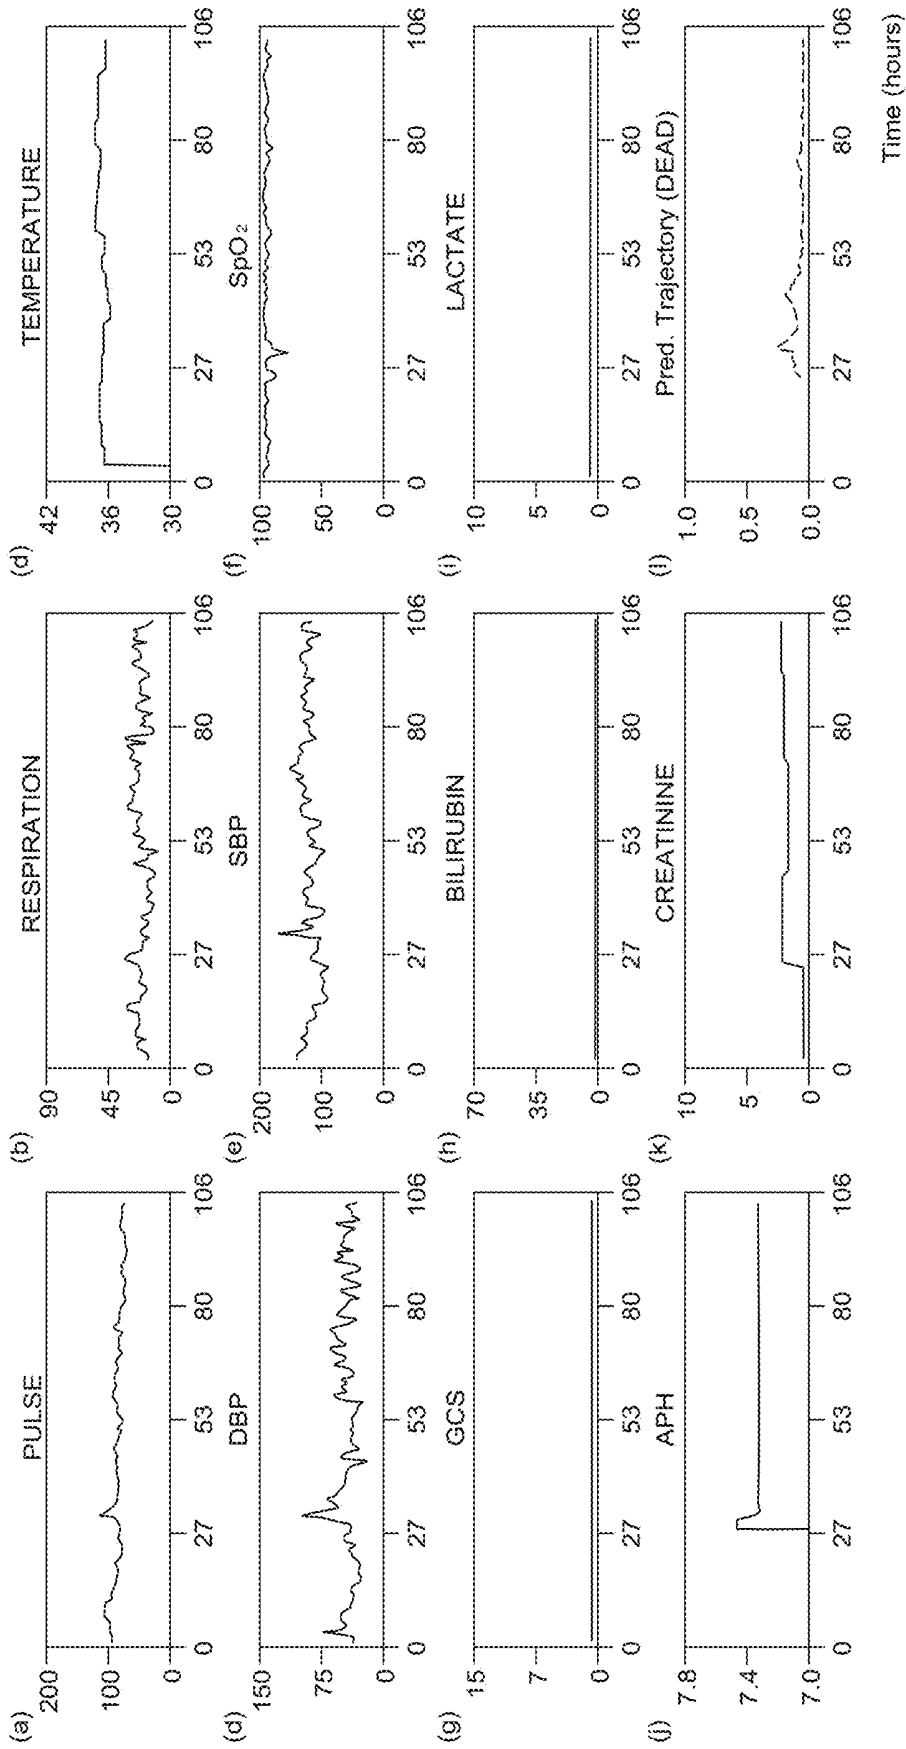 (a)
PULSE
200
100
0
0 27 53 80 106
(b)
RESPIRATION
90
45
0
0 27 53 80 106
(d)
TEMPERATURE
42
36
30
0 27 53 80 106
(d)
DBP
150
75
0
0 27 53 80 106
(e)
SBP
200
100
0
0 27 53 80 106
(f)
SpO₂
100
50
0
0 27 53 80 106
(g)
GCS
15
7
0
0 27 53 80 106
(h)
BILIRUBIN
70
35
0
0 27 53 80 106
(i)
LACTATE
10
5
0
0 27 53 80 106
(j)
APH
7.8
7.4
7.0
0 27 53 80 106
(k)
CREATININE
10
5
0
0 27 53 80 106
(l)
Pred. Trajectory (DEAD)
1.0
0.5
0.0
0 27 53 80 106
Time (hours)